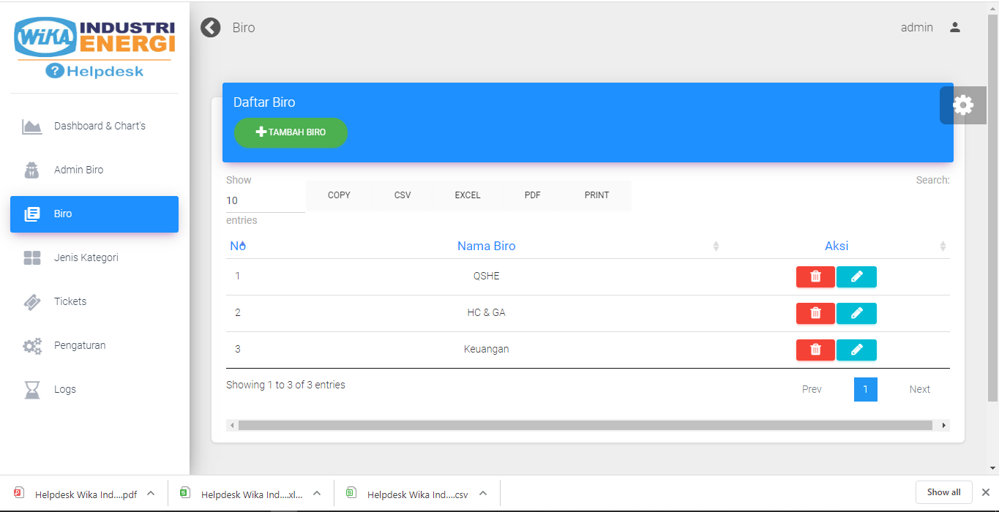 WiKA INDUSTRI ENERGI
? Helpdesk
Biro
admin
Dashboard & Chart's
Admin Biro
Biro
Jenis Kategori
Tickets
Pengaturan
Logs
Daftar Biro
TAMBAH BIRO
Show
10
entries
COPY CSV EXCEL PDF PRINT
Search:
No Nama Biro Aksi
1 QSHE
2 HC & GA
3 Keuangan
Showing 1 to 3 of 3 entries
Prev 1 Next
Helpdesk Wika Ind....pdf
Helpdesk Wika Ind....xl...
Helpdesk Wika Ind....csv
Show all